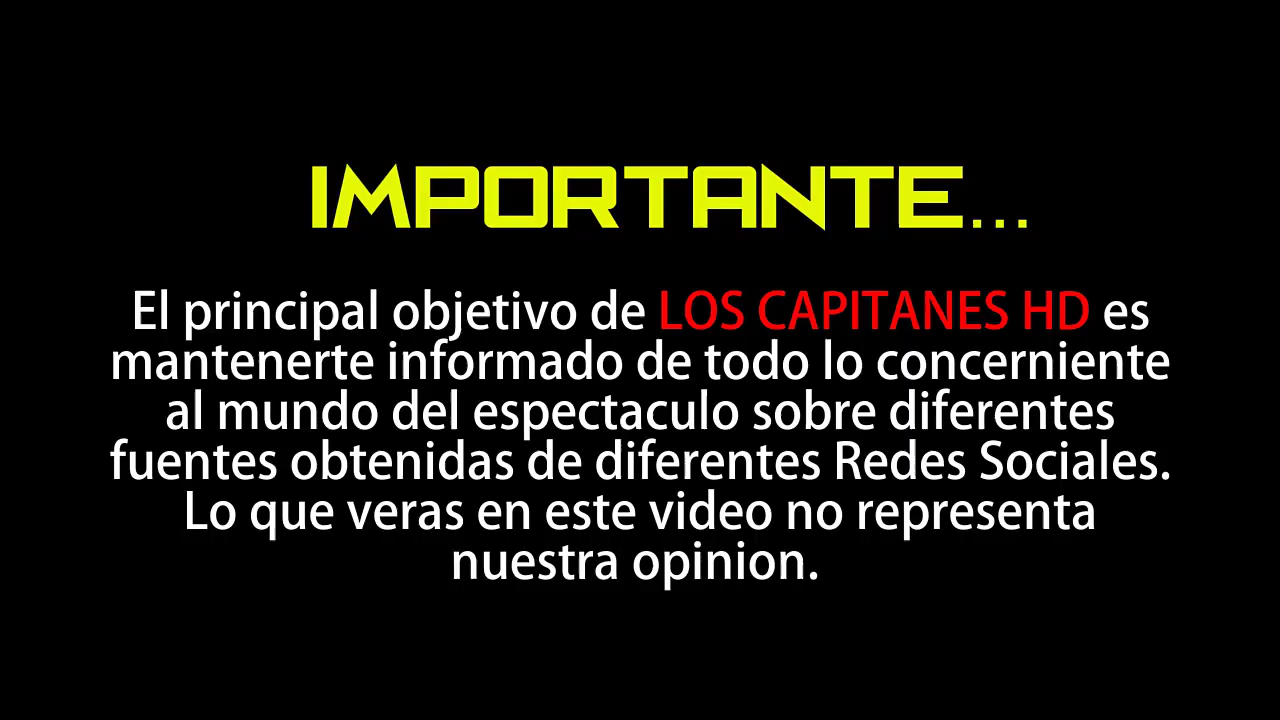 IMPORTANTE...
El principal objetivo de LOS CAPITANES HD es
mantenerte informado de todo lo concerniente
al mundo del espectaculo sobre diferentes
fuentes obtenidas de diferentes Redes Sociales.
Lo que veras en este video no representa
nuestra opinion.